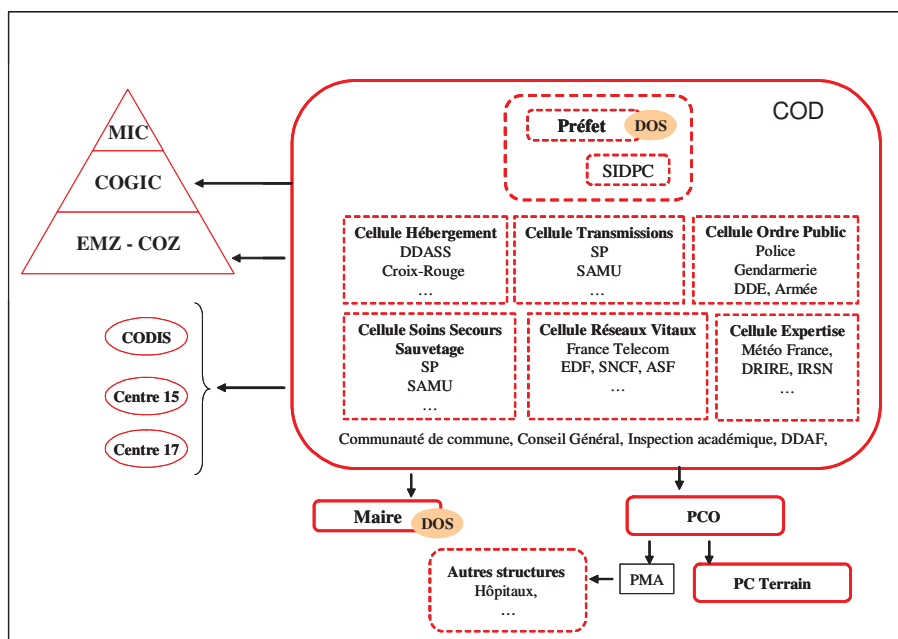 COD
Préfet
DOS
SIDPC
MIC
COGIC
EMZ - COZ
Cellule Hébergement
DDASS
Croix-Rouge
…
Cellule Transmissions
SP
SAMU
…
Cellule Ordre Public
Police
Gendarmerie
DDE, Armée
Cellule Soins Secours
Sauvetage
SP
SAMU
…
Cellule Réseaux Vitaux
France Telecom
EDF, SNCF, ASF
…
Cellule Expertise
Météo France,
DRIRE, IRSN
…
Communauté de commune, Conseil Général, Inspection académique, DDAF,
CODIS
Centre 15
Centre 17
Maire
DOS
PCO
Autres structures
Hôpitaux,
…
PMA
PC Terrain